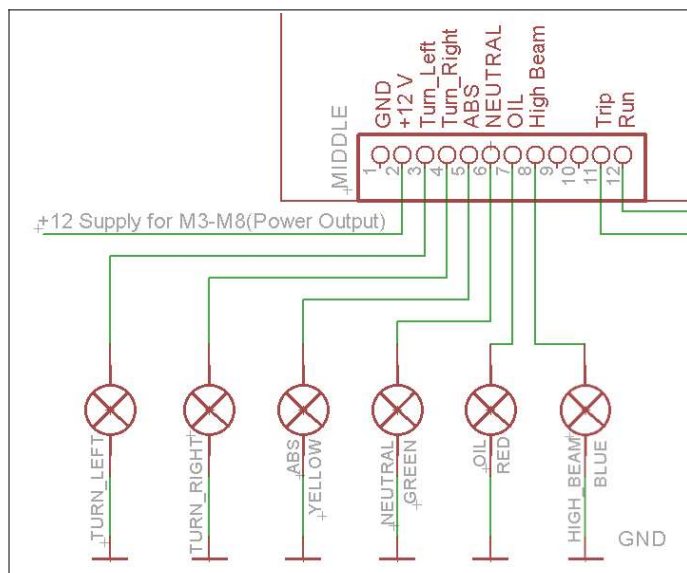 MIDDLE
GND
+12 V
Turn_Left
Turn_Right
ABS
NEUTRAL
OIL
High Beam
Trip
Run
1
2
3
4
5
6
7
8
9
10
11
12
+12 Supply for M3-M8(Power Output)
TURN_LEFT
TURN_RIGHT
ABS
YELLOW
NEUTRAL
GREEN
OIL
RED
HIGH_BEAM
BLUE
GND